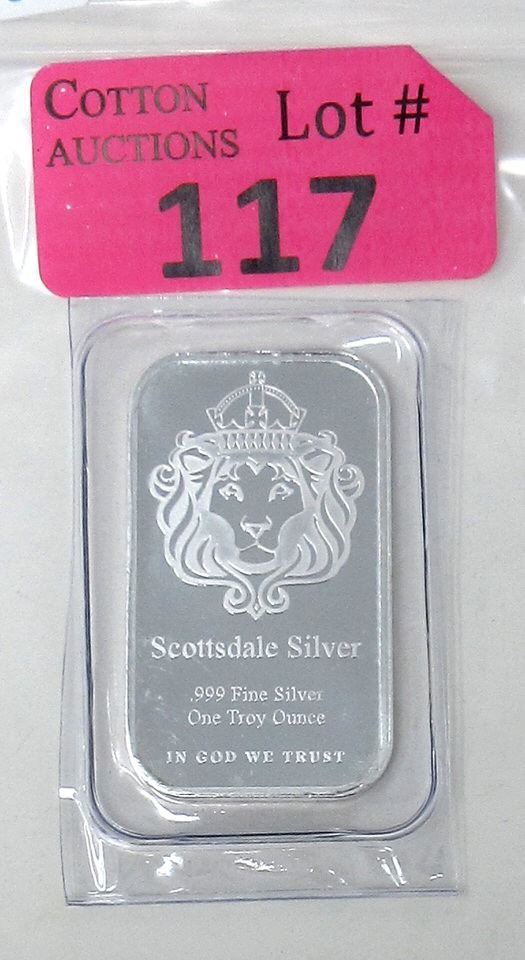 COTTON
AUCTIONS
Lot #
117
Scottsdale Silver
.999 Fine Silver
One Troy Ounce
IN GOD WE TRUST